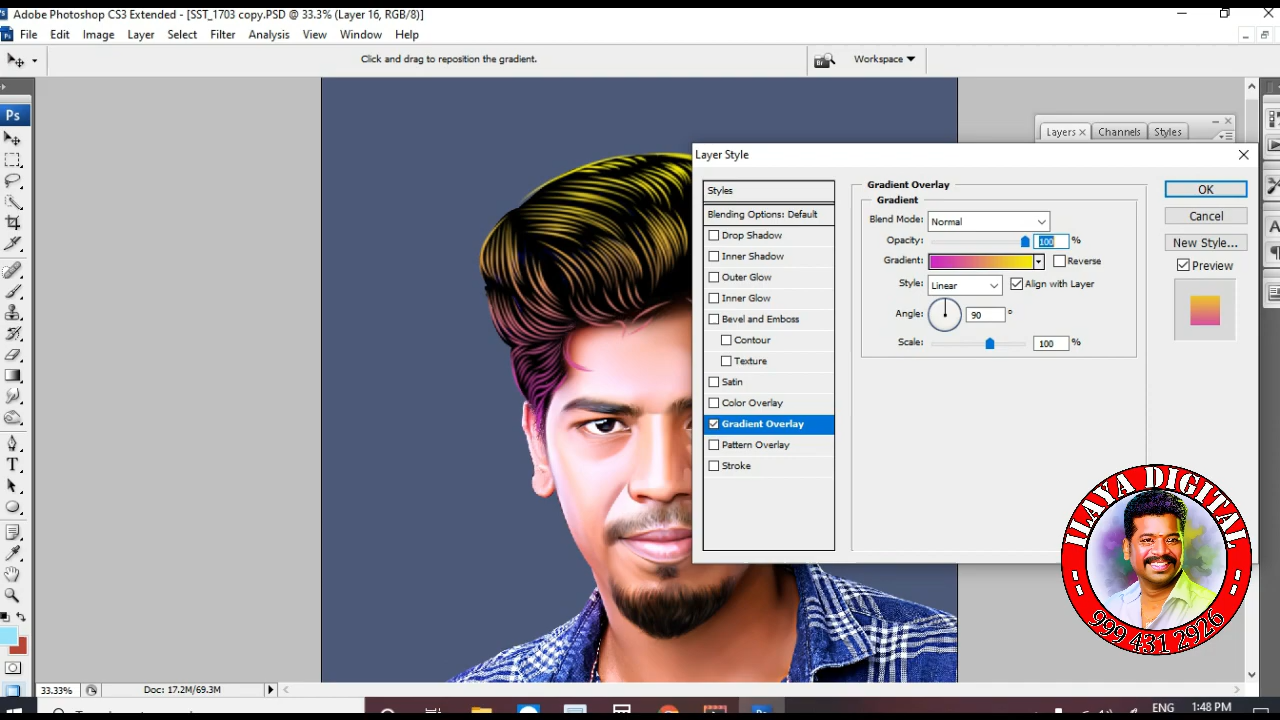 Adobe Photoshop CS3 Extended - [SST_1703 copy.PSD @ 33.3% (Layer 16, RGB/8)]
File Edit Image Layer Select Filter Analysis View Window Help
Click and drag to reposition the gradient.
Workspace
Ps
Layers Channels Styles
Layer Style
Styles
Blending Options: Default
Drop Shadow
Inner Shadow
Outer Glow
Inner Glow
Bevel and Emboss
Contour
Texture
Satin
Color Overlay
Gradient Overlay
Pattern Overlay
Stroke
Gradient Overlay
Gradient
Blend Mode: Normal
Opacity: 100 %
Gradient: Reverse
Style: Linear Align with Layer
Angle: 90 °
Scale: 100 %
OK
Cancel
New Style...
Preview
ILAYA DIGITAL
999 431 2926
33.33% Doc: 17.2M/69.3M
ENG 1:48 PM